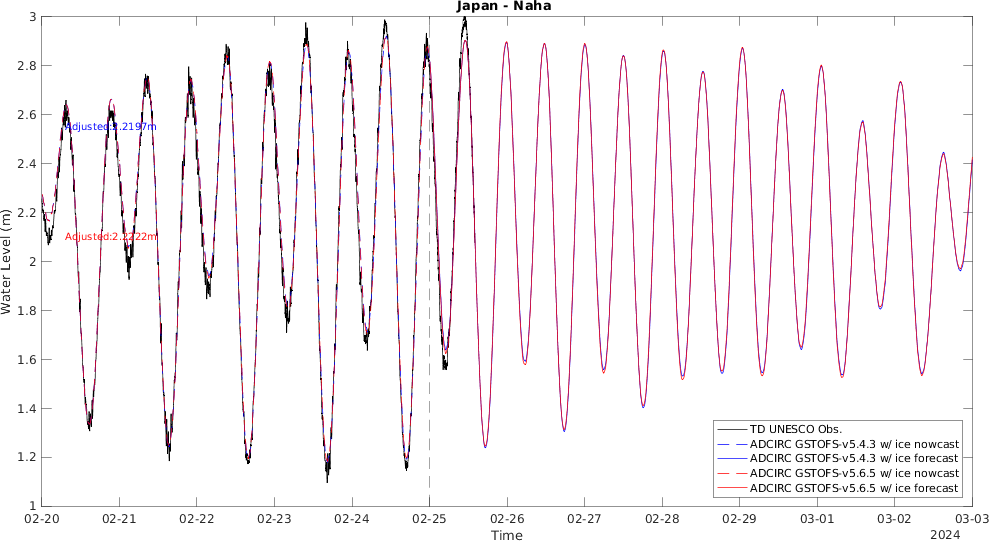 Japan - Naha
3
2.8
2.6
2.4
2.2
2
1.8
1.6
1.4
1.2
1
Water Level (m)
Adjusted:2.2197m
Adjusted:2.2222m
TD UNESCO Obs.
ADCIRC GSTOFS-v5.4.3 w/ ice nowcast
ADCIRC GSTOFS-v5.4.3 w/ ice forecast
ADCIRC GSTOFS-v5.6.5 w/ ice nowcast
ADCIRC GSTOFS-v5.6.5 w/ ice forecast
02-20 02-21 02-22 02-23 02-24 02-25 02-26 02-27 02-28 02-29 03-01 03-02 03-03
Time
2024